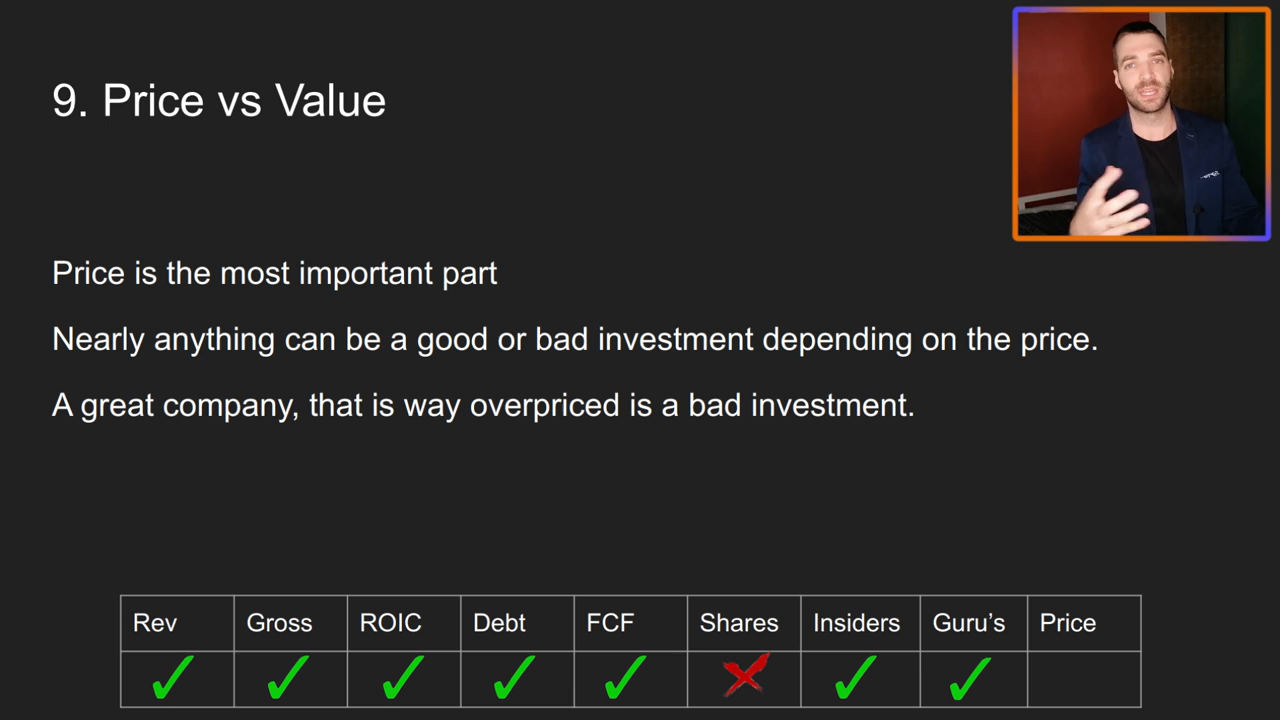 9. Price vs Value
Price is the most important part
Nearly anything can be a good or bad investment depending on the price.
A great company, that is way overpriced is a bad investment.
Rev Gross ROIC Debt FCF Shares Insiders Guru’s Price